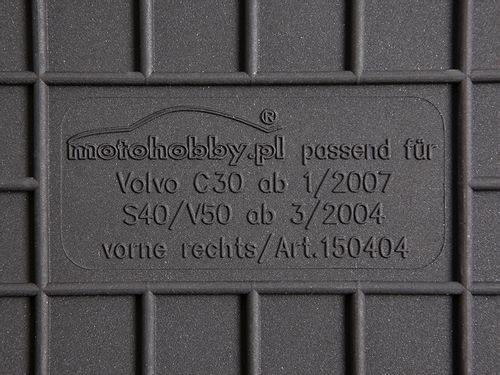 motohobby.pl® passend für
Volvo C30 ab 1/2007
S40/V50 ab 3/2004
vorne rechts/Art.150404